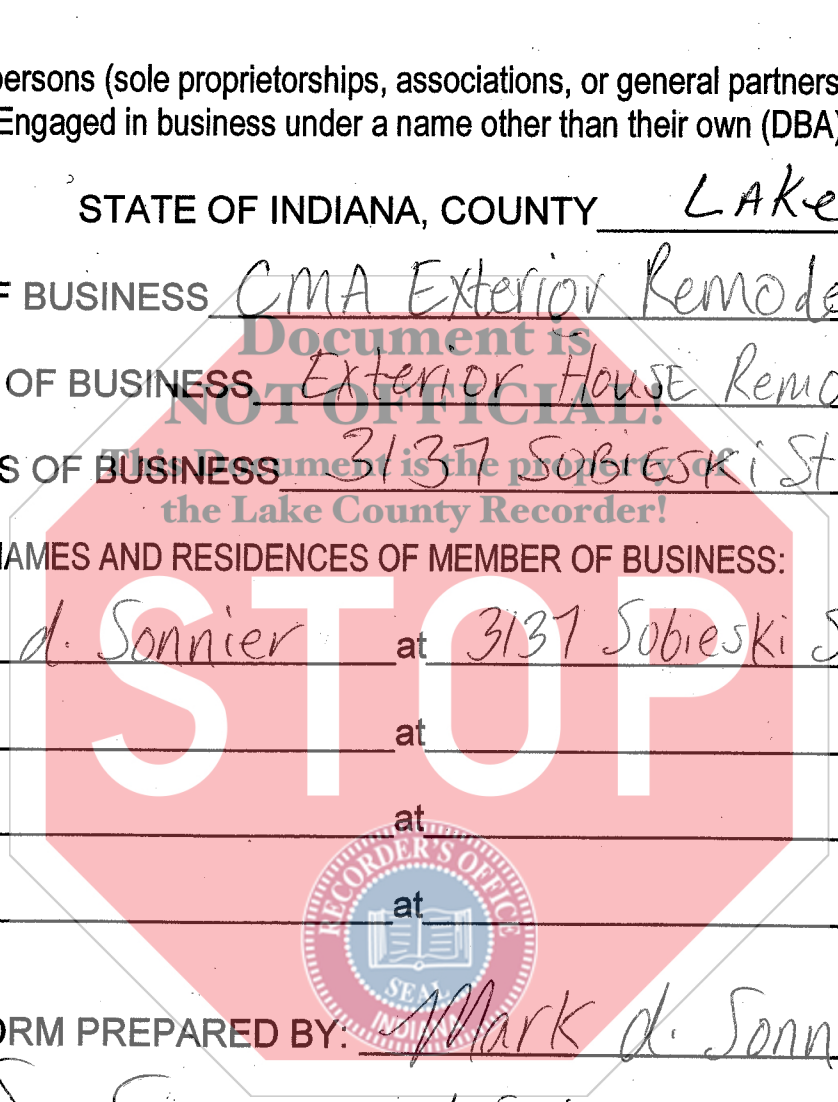 ersons (sole proprietorships, associations, or general partners
Engaged in business under a name other than their own (DBA)
STATE OF INDIANA, COUNTY LAKe
F BUSINESS CMA Exterior Remode
Document is
OF BUSINESS Exterior House Remo
NOT OFFICIAL!
S OF BUSINESS 3137 SOBIESKi St
This Document is the property of
the Lake County Recorder!
AMES AND RESIDENCES OF MEMBER OF BUSINESS:
d. Sonnier at 3137 Sobieski S
STOP
at
at
at
RECORDER'S OFFICE
SEAL
INDIANA
ORM PREPARED BY: Mark d. Sonn